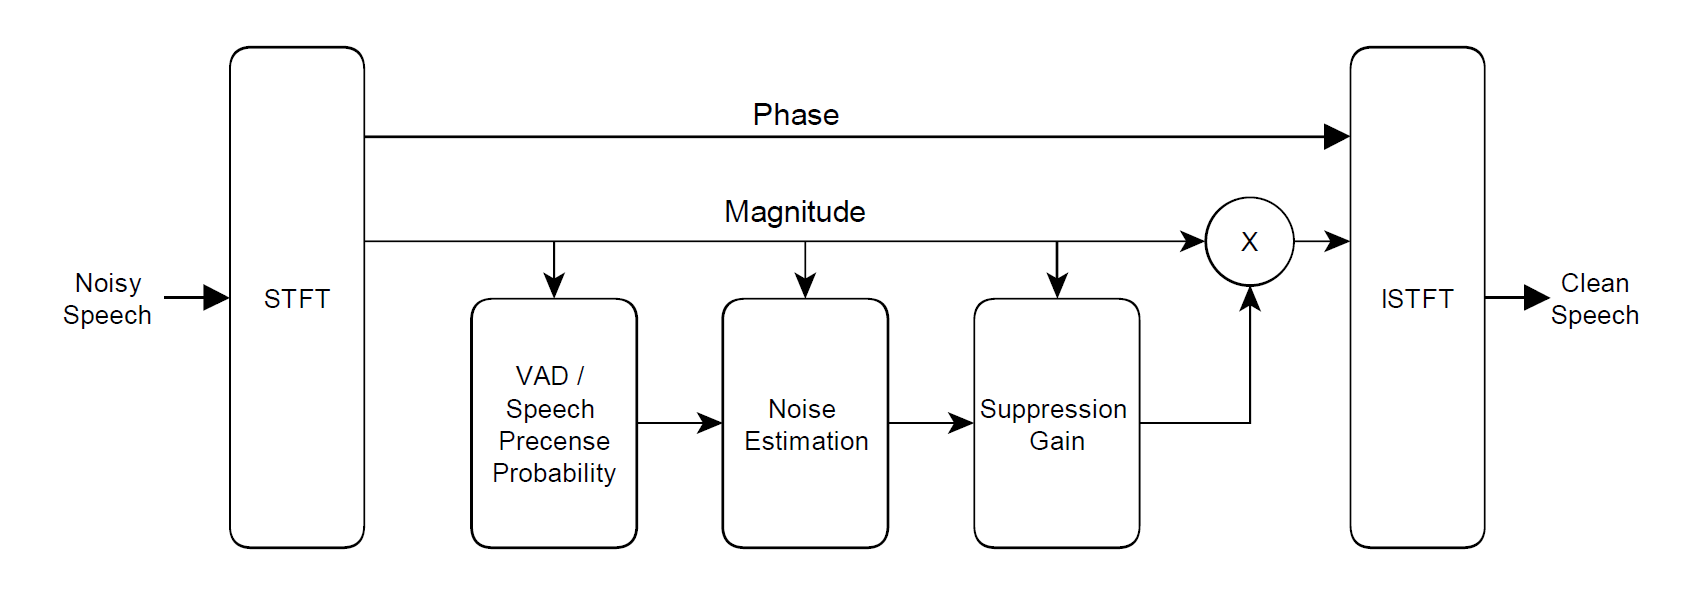 Phase
Magnitude
Noisy
Speech
STFT
X
ISTFT
Clean
Speech
VAD /
Speech
Precense
Probability
Noise
Estimation
Suppression
Gain